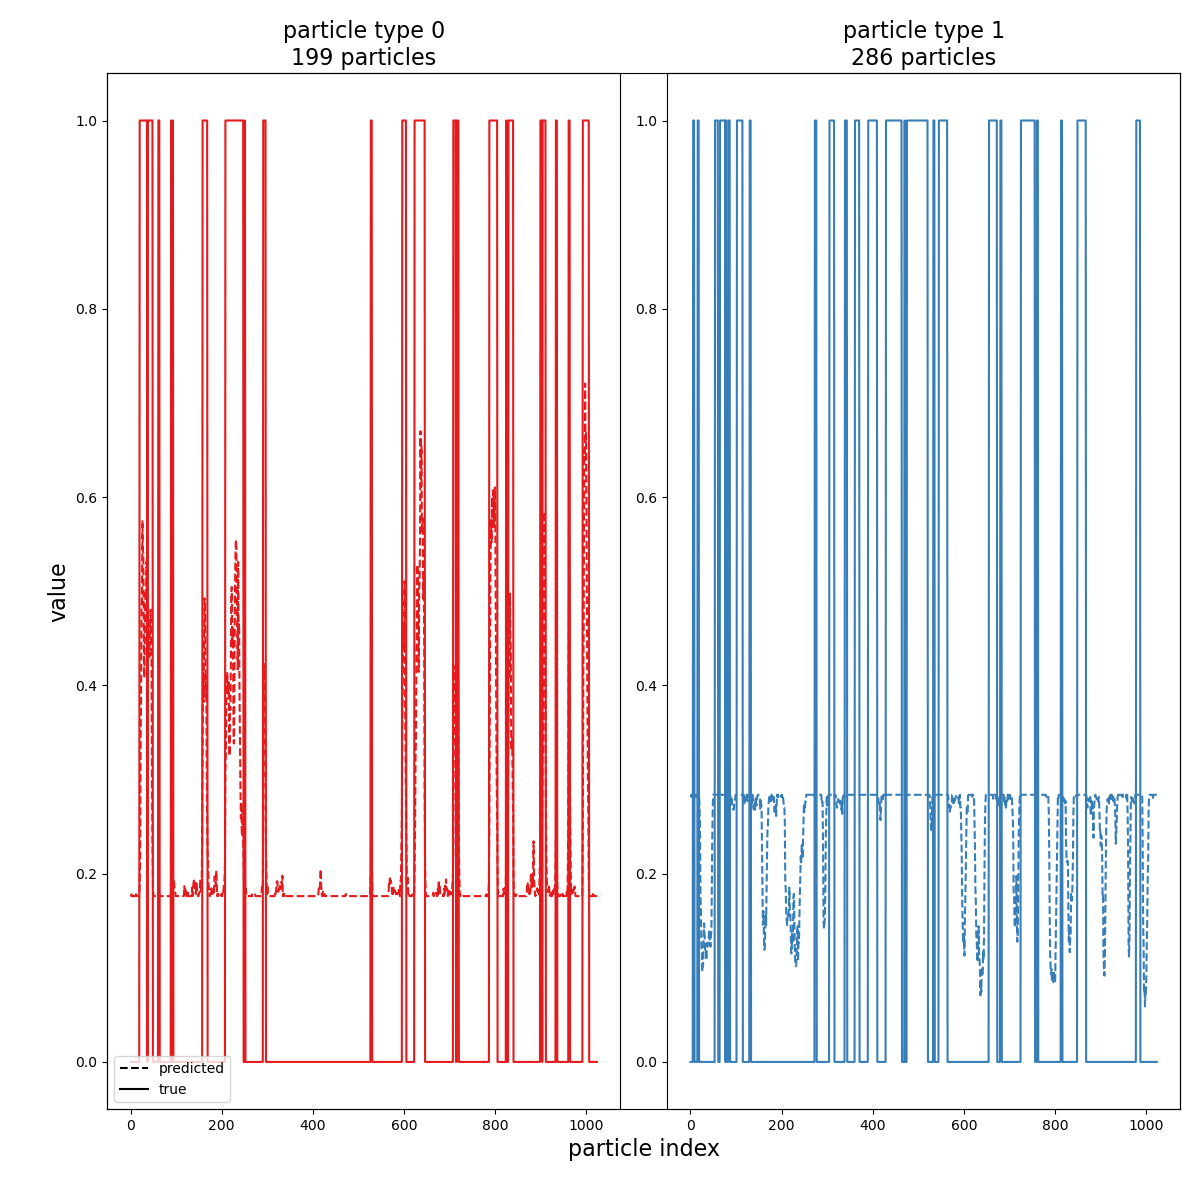 particle type 0
199 particles
particle type 1
286 particles
value
1.0
0.8
0.6
0.4
0.2
0.0
1.0
0.8
0.6
0.4
0.2
0.0
predicted
true
0 200 400 600 800 1000
0 200 400 600 800 1000
particle index